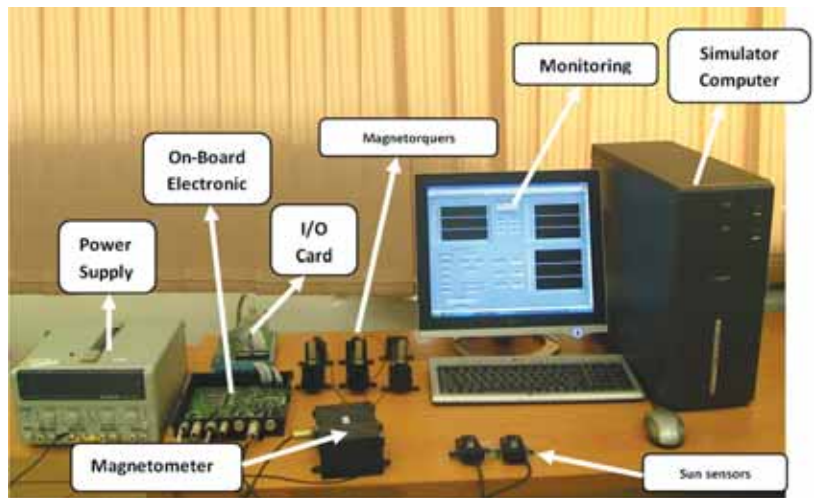 Simulator
Computer
Monitoring
Magnetorquers
On-Board
Electronic
I/O
Card
Power
Supply
Magnetometer
Sun sensors